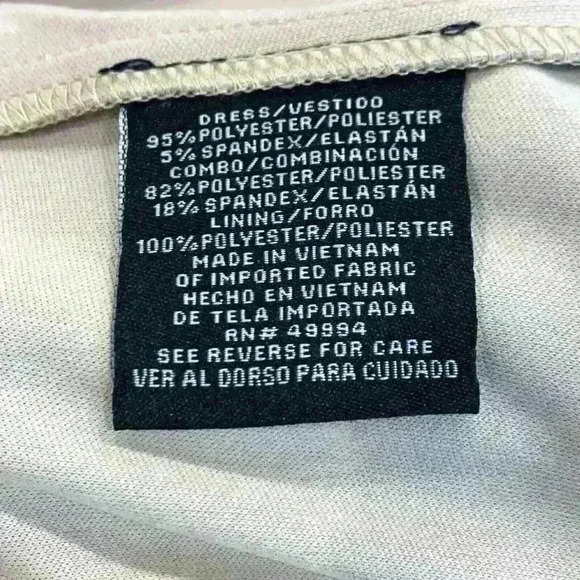 DRESS/VESTIDO
95% POLYESTER/POLIESTER
5% SPANDEX/ELASTÁN
COMBO/COMBINACIÓN
82% POLYESTER/POLIESTER
18% SPANDEX/ELASTÁN
LINING/FORRO
100% POLYESTER/POLIESTER
MADE IN VIETNAM
OF IMPORTED FABRIC
HECHO EN VIETNAM
DE TELA IMPORTADA
RN# 49994
SEE REVERSE FOR CARE
VER AL DORSO PARA CUIDADO